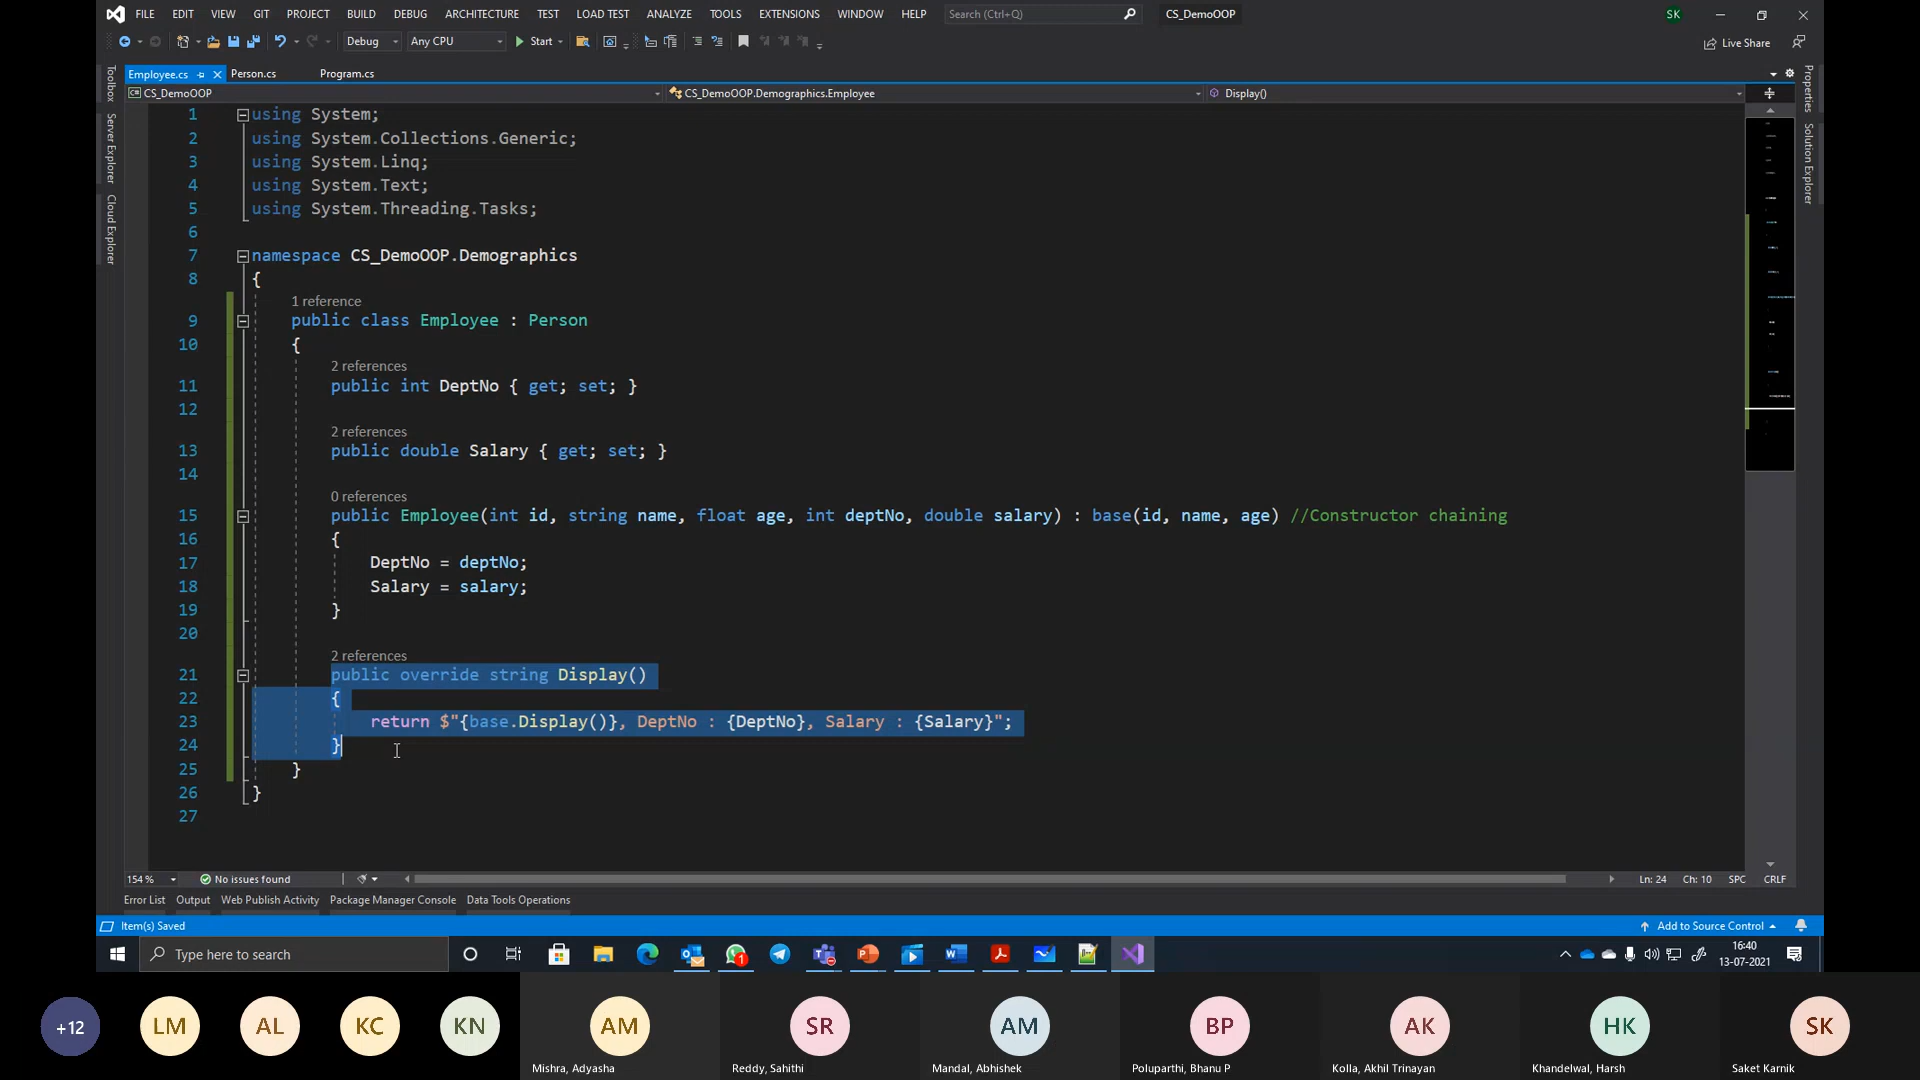 FILE EDIT VIEW GIT PROJECT BUILD DEBUG ARCHITECTURE TEST LOAD TEST ANALYZE TOOLS EXTENSIONS WINDOW HELP Search (Ctrl+Q) CS_DemoOOP SK
Debug Any CPU Start Live Share
Employee.cs Person.cs Program.cs
CS_DemoOOP CS_DemoOOP.Demographics.Employee Display()
Toolbox
Server Explorer
Cloud Explorer
Properties
Solution Explorer
1 using System;
2 using System.Collections.Generic;
3 using System.Linq;
4 using System.Text;
5 using System.Threading.Tasks;
6
7 namespace CS_DemoOOP.Demographics
8 {
1 reference
9 public class Employee : Person
10 {
2 references
11 public int DeptNo { get; set; }
12
2 references
13 public double Salary { get; set; }
14
0 references
15 public Employee(int id, string name, float age, int deptNo, double salary) : base(id, name, age) //Constructor chaining
16 {
17 DeptNo = deptNo;
18 Salary = salary;
19 }
20
2 references
21 public override string Display()
22 {
23 return $"{base.Display()}, DeptNo : {DeptNo}, Salary : {Salary}";
24 }
25 }
26 }
27
154 % No issues found Ln: 24 Ch: 10 SPC CRLF
Error List Output Web Publish Activity Package Manager Console Data Tools Operations
Item(s) Saved Add to Source Control
Type here to search 1 16:40
13-07-2021
+12 LM AL KC KN AM SR AM BP AK HK SK
Mishra, Adyasha Reddy, Sahithi Mandal, Abhishek Poluparthi, Bhanu P Kolla, Akhil Trinayan Khandelwal, Harsh Saket Karnik